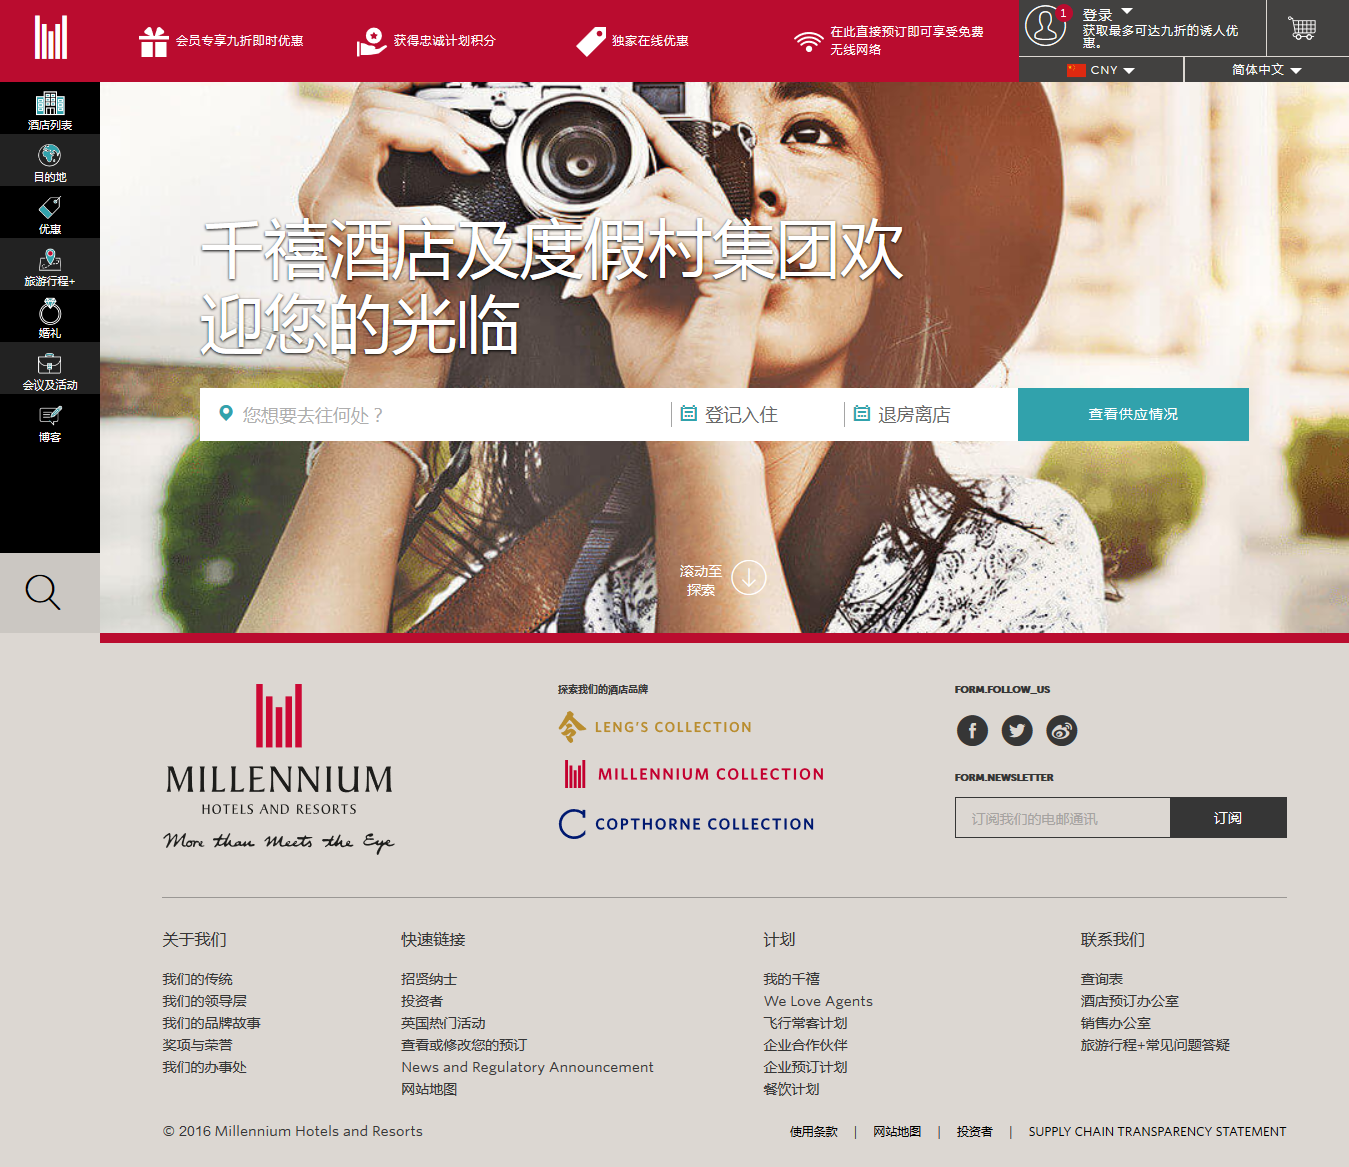 会员专享九折即时优惠
获得忠诚计划积分
独家在线优惠
在此直接预订即可享受免费
无线网络
1
登录
获取最多可达九折的诱人优
惠。
CNY
简体中文
酒店列表
目的地
优惠
旅游行程+
婚礼
会议及活动
博客
千禧酒店及度假村集团欢
迎您的光临
您想要去往何处？
登记入住
退房离店
查看供应情况
滚动至
探索
MILLENNIUM
HOTELS AND RESORTS
More than Meets the Eye
探索我们的酒店品牌
LENG'S COLLECTION
MILLENNIUM COLLECTION
COPTHORNE COLLECTION
FORM.FOLLOW_US
FORM.NEWSLETTER
订阅我们的电邮通讯
订阅
关于我们
我们的传统
我们的领导层
我们的品牌故事
奖项与荣誉
我们的办事处
快速链接
招贤纳士
投资者
英国热门活动
查看或修改您的预订
News and Regulatory Announcement
网站地图
计划
我的千禧
We Love Agents
飞行常客计划
企业合作伙伴
企业预订计划
餐饮计划
联系我们
查询表
酒店预订办公室
销售办公室
旅游行程+常见问题答疑
© 2016 Millennium Hotels and Resorts
使用条款 | 网站地图 | 投资者 | SUPPLY CHAIN TRANSPARENCY STATEMENT